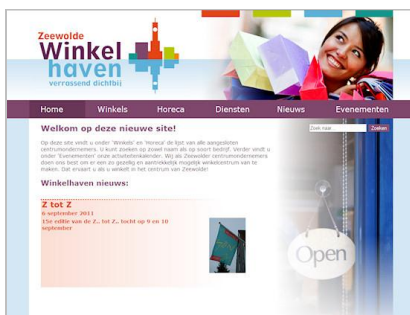 Zeewolde
Winkel
haven
verrassend dichtbij
Home Winkels Horeca Diensten Nieuws Evenementen
Welkom op deze nieuwe site!
Zoek naar... Zoeken
Op deze site vindt u onder 'Winkels' en 'Horeca' de lijst van alle aangesloten
centrumondernemers. U kunt zoeken op zowel naam als op soort bedrijf. Verder vindt u
onder 'Evenementen' onze activiteitenkalender. Wij als Zeewolder centrumondernemers
doen ons best om er een zo gezellig en aantrekkelijk mogelijk winkelcentrum van te
maken. Dat ervaart u als u winkelt in het centrum van Zeewolde!
Winkelhaven nieuws:
Z tot Z
6 september 2011
15e editie van de Z.. tot Z.. tocht op 9 en 10
september
Open